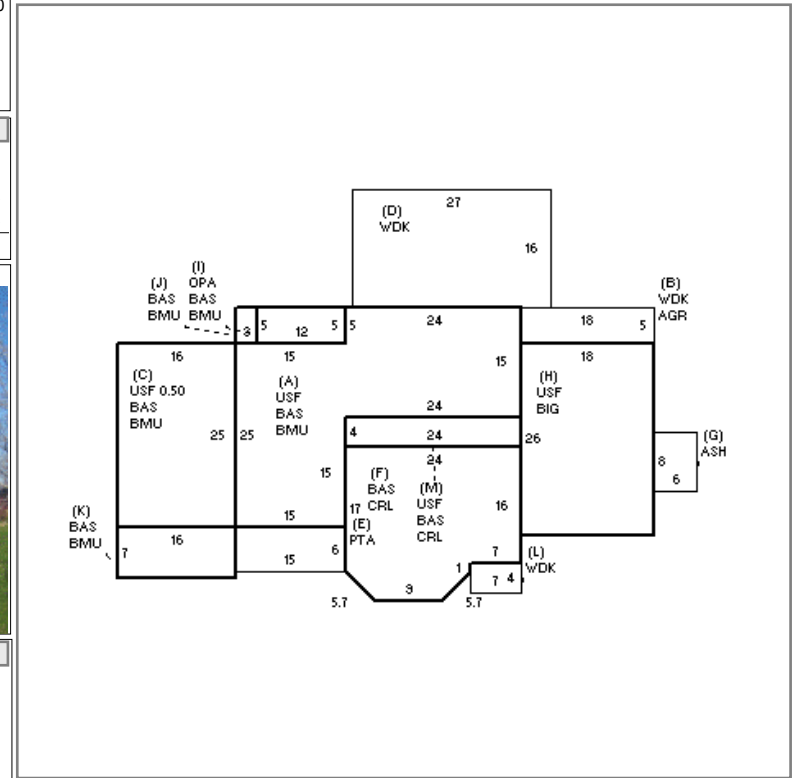 27
(D)
WDK
16
(I)
OPA
BAS
BMU
(J)
BAS
BMU
(B)
WDK
AGR
3
5
12
5
5
24
18
5
16
15
15
18
(C)
USF 0.50
BAS
BMU
(A)
USF
BAS
BMU
(H)
USF
BIG
24
4
24
26
25
25
24
(G)
ASH
8
6
15
(F)
BAS
CRL
(M)
USF
BAS
CRL
16
17
(E)
PTA
(K)
BAS
BMU
7
16
15
15
6
7
(L)
WDK
1
7
4
9
5.7
5.7